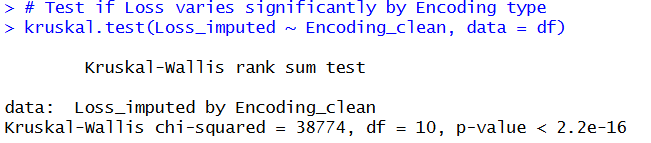 > # Test if Loss varies significantly by Encoding type
> kruskal.test(Loss_imputed ~ Encoding_clean, data = df)
Kruskal-Wallis rank sum test
data:  Loss_imputed by Encoding_clean
Kruskal-Wallis chi-squared = 38774, df = 10, p-value < 2.2e-16